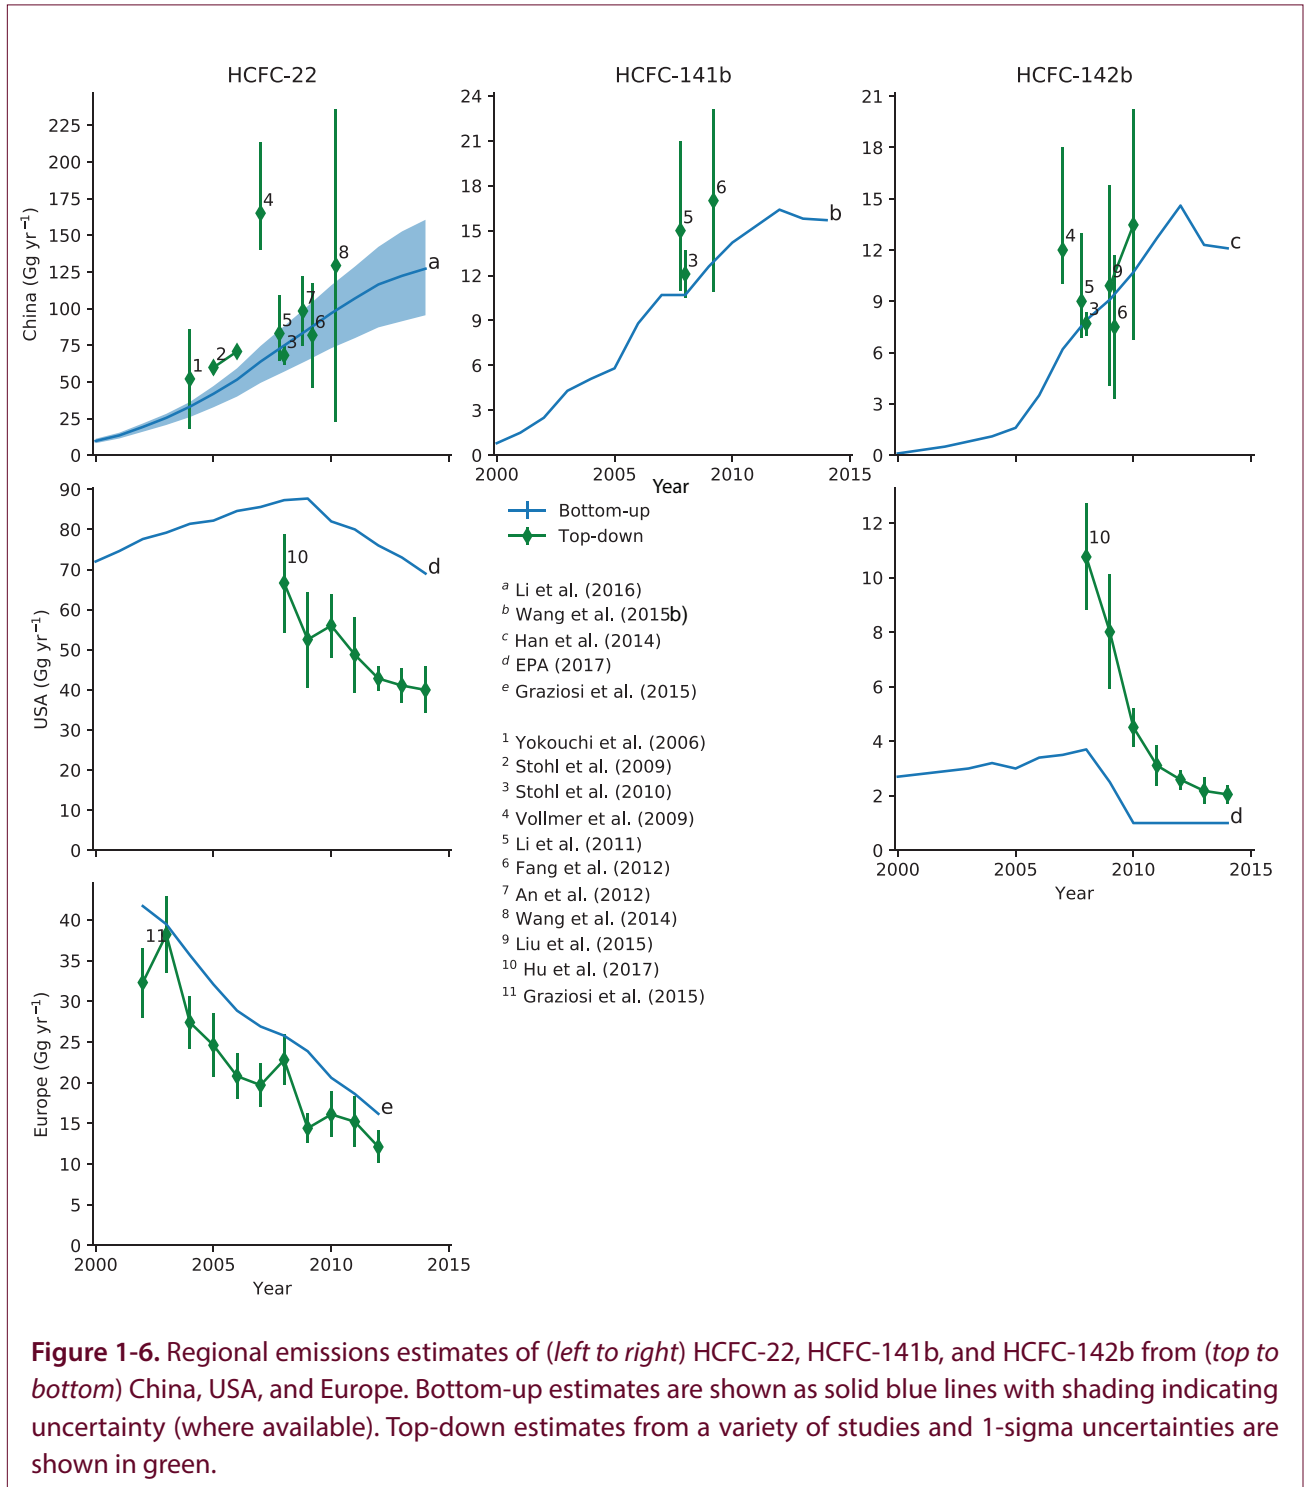 HCFC-22
HCFC-141b
HCFC-142b
China (Gg yr⁻¹)
225
200
175
150
125
100
75
50
25
0
1
2
4
5
3
7
6
8
a
24
21
18
15
12
9
6
3
0
5
3
6
b
2000
2005
2010
2015
Year
21
18
15
12
9
6
3
0
4
5
3
9
6
c
USA (Gg yr⁻¹)
90
80
70
60
50
40
30
20
10
0
10
d
Bottom-up
Top-down
a Li et al. (2016)
b Wang et al. (2015b)
c Han et al. (2014)
d EPA (2017)
e Graziosi et al. (2015)
1 Yokouchi et al. (2006)
2 Stohl et al. (2009)
3 Stohl et al. (2010)
4 Vollmer et al. (2009)
5 Li et al. (2011)
6 Fang et al. (2012)
7 An et al. (2012)
8 Wang et al. (2014)
9 Liu et al. (2015)
10 Hu et al. (2017)
11 Graziosi et al. (2015)
12
10
8
6
4
2
0
10
d
2000
2005
2010
2015
Year
Europe (Gg yr⁻¹)
40
35
30
25
20
15
10
5
0
11
e
2000
2005
2010
2015
Year
Figure 1-6. Regional emissions estimates of (left to right) HCFC-22, HCFC-141b, and HCFC-142b from (top to
bottom) China, USA, and Europe. Bottom-up estimates are shown as solid blue lines with shading indicating
uncertainty (where available). Top-down estimates from a variety of studies and 1-sigma uncertainties are
shown in green.